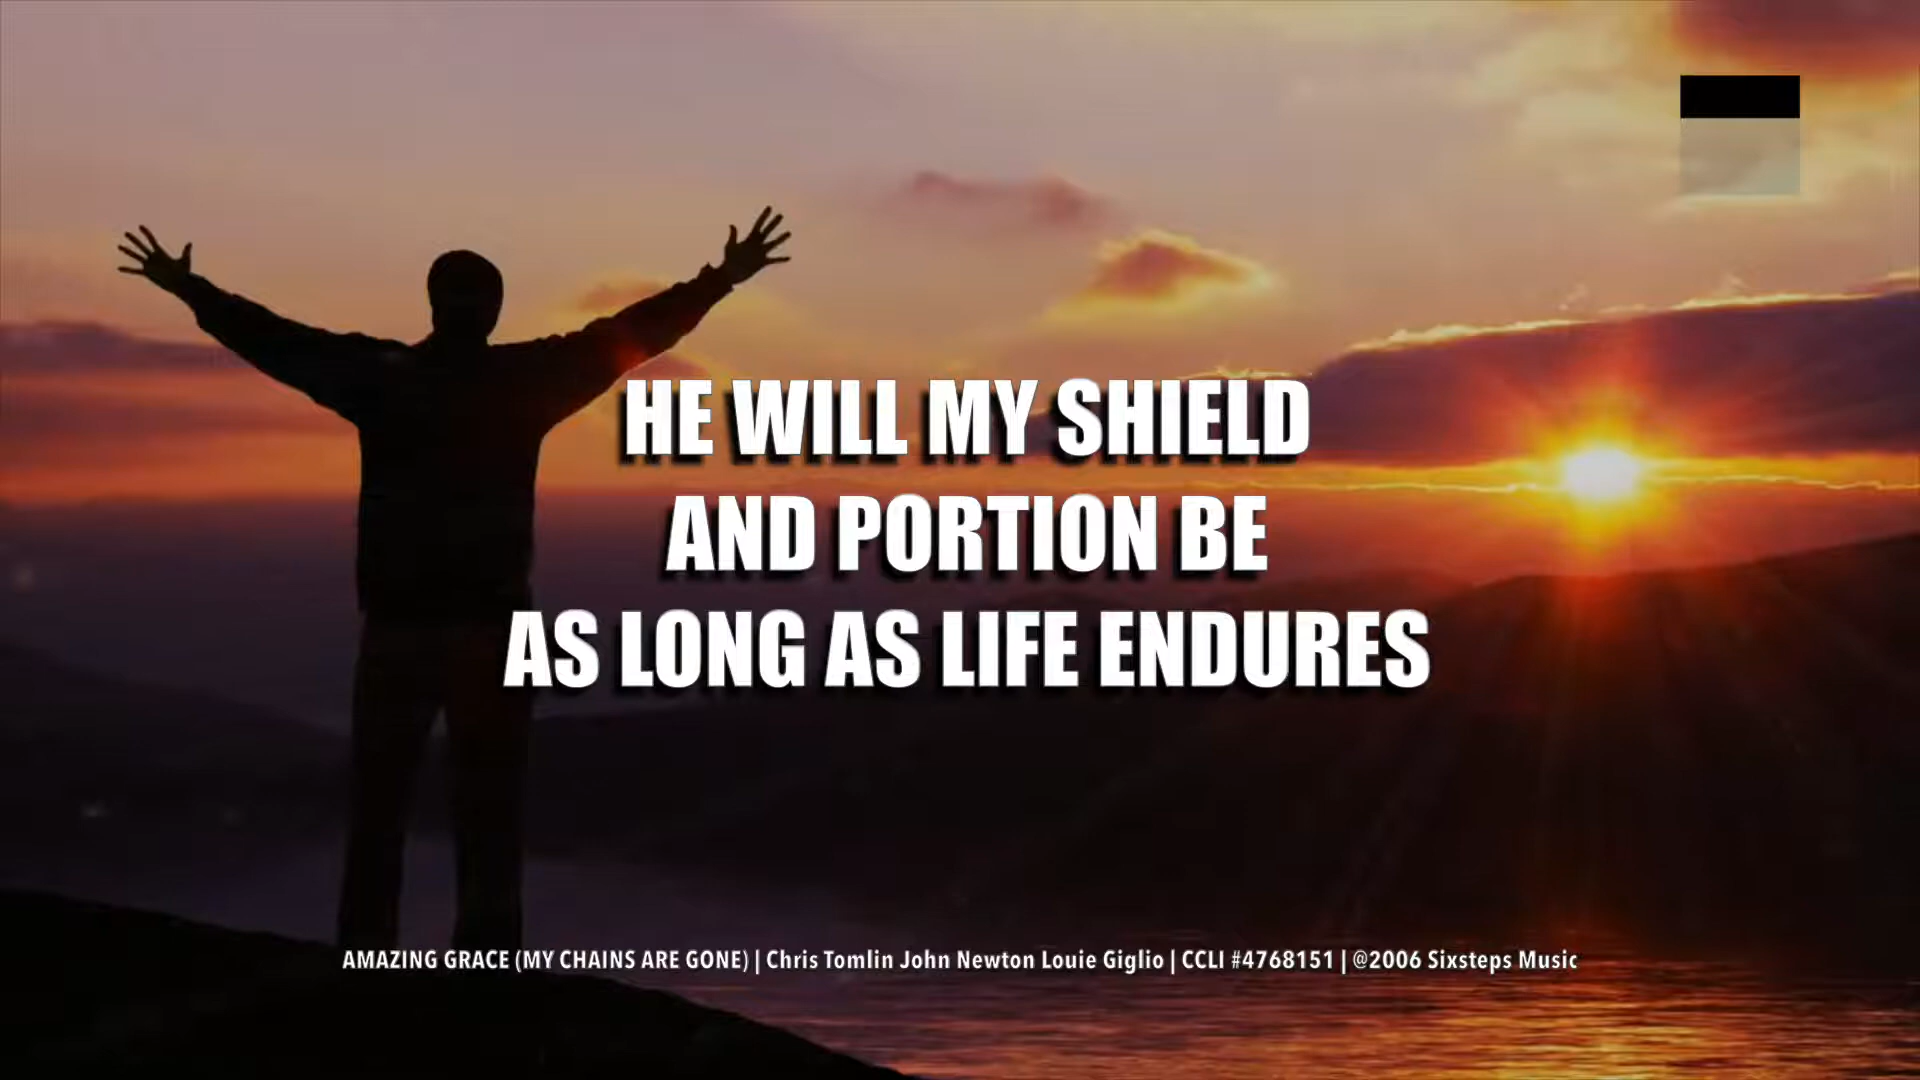 HE WILL MY SHIELD
AND PORTION BE
AS LONG AS LIFE ENDURES
AMAZING GRACE (MY CHAINS ARE GONE) | Chris Tomlin John Newton Louie Giglio | CCLI #4768151 | @2006 Sixsteps Music